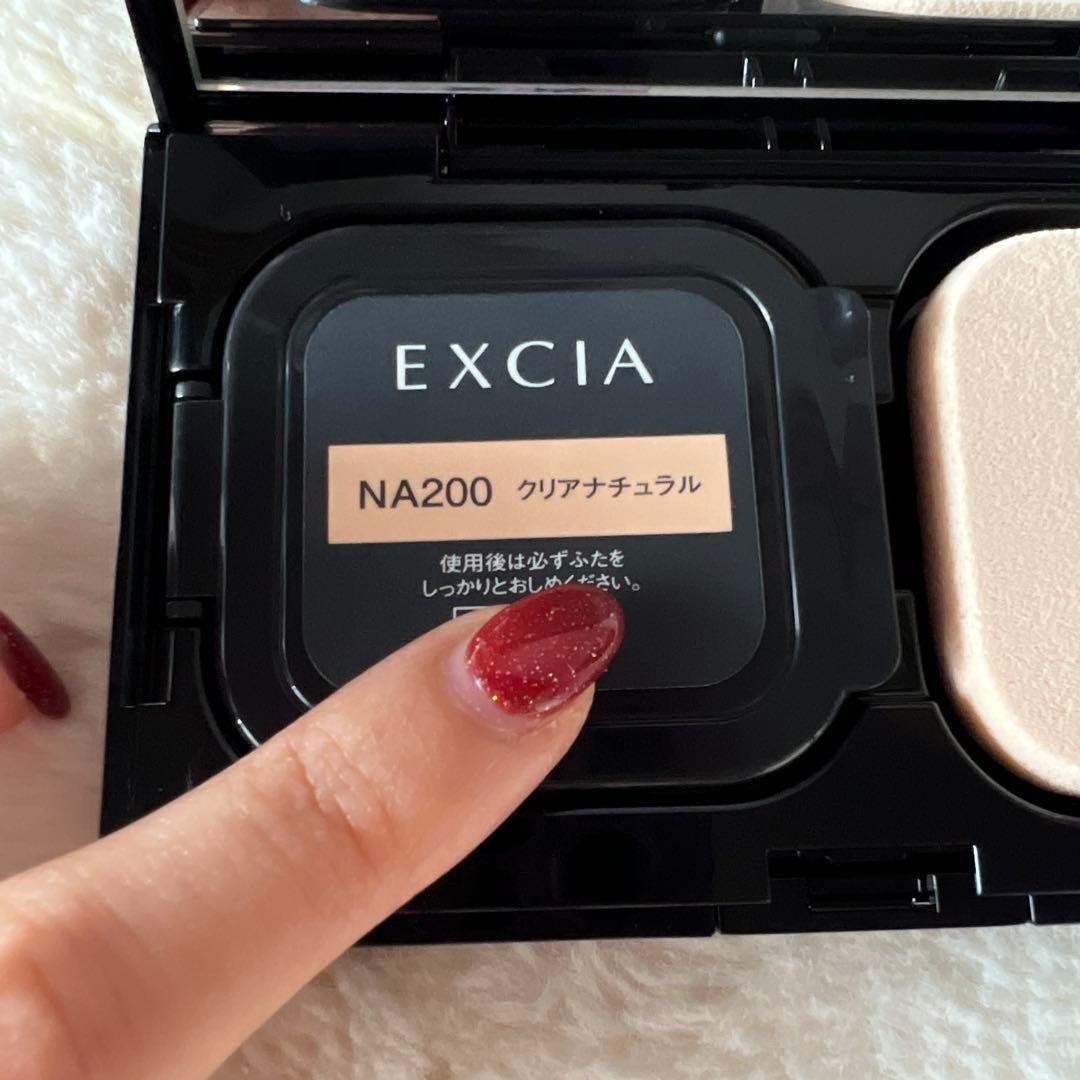 EXCIA
NA200 クリアナチュラル
使用後は必ずふたを
しっかりとおしめください。